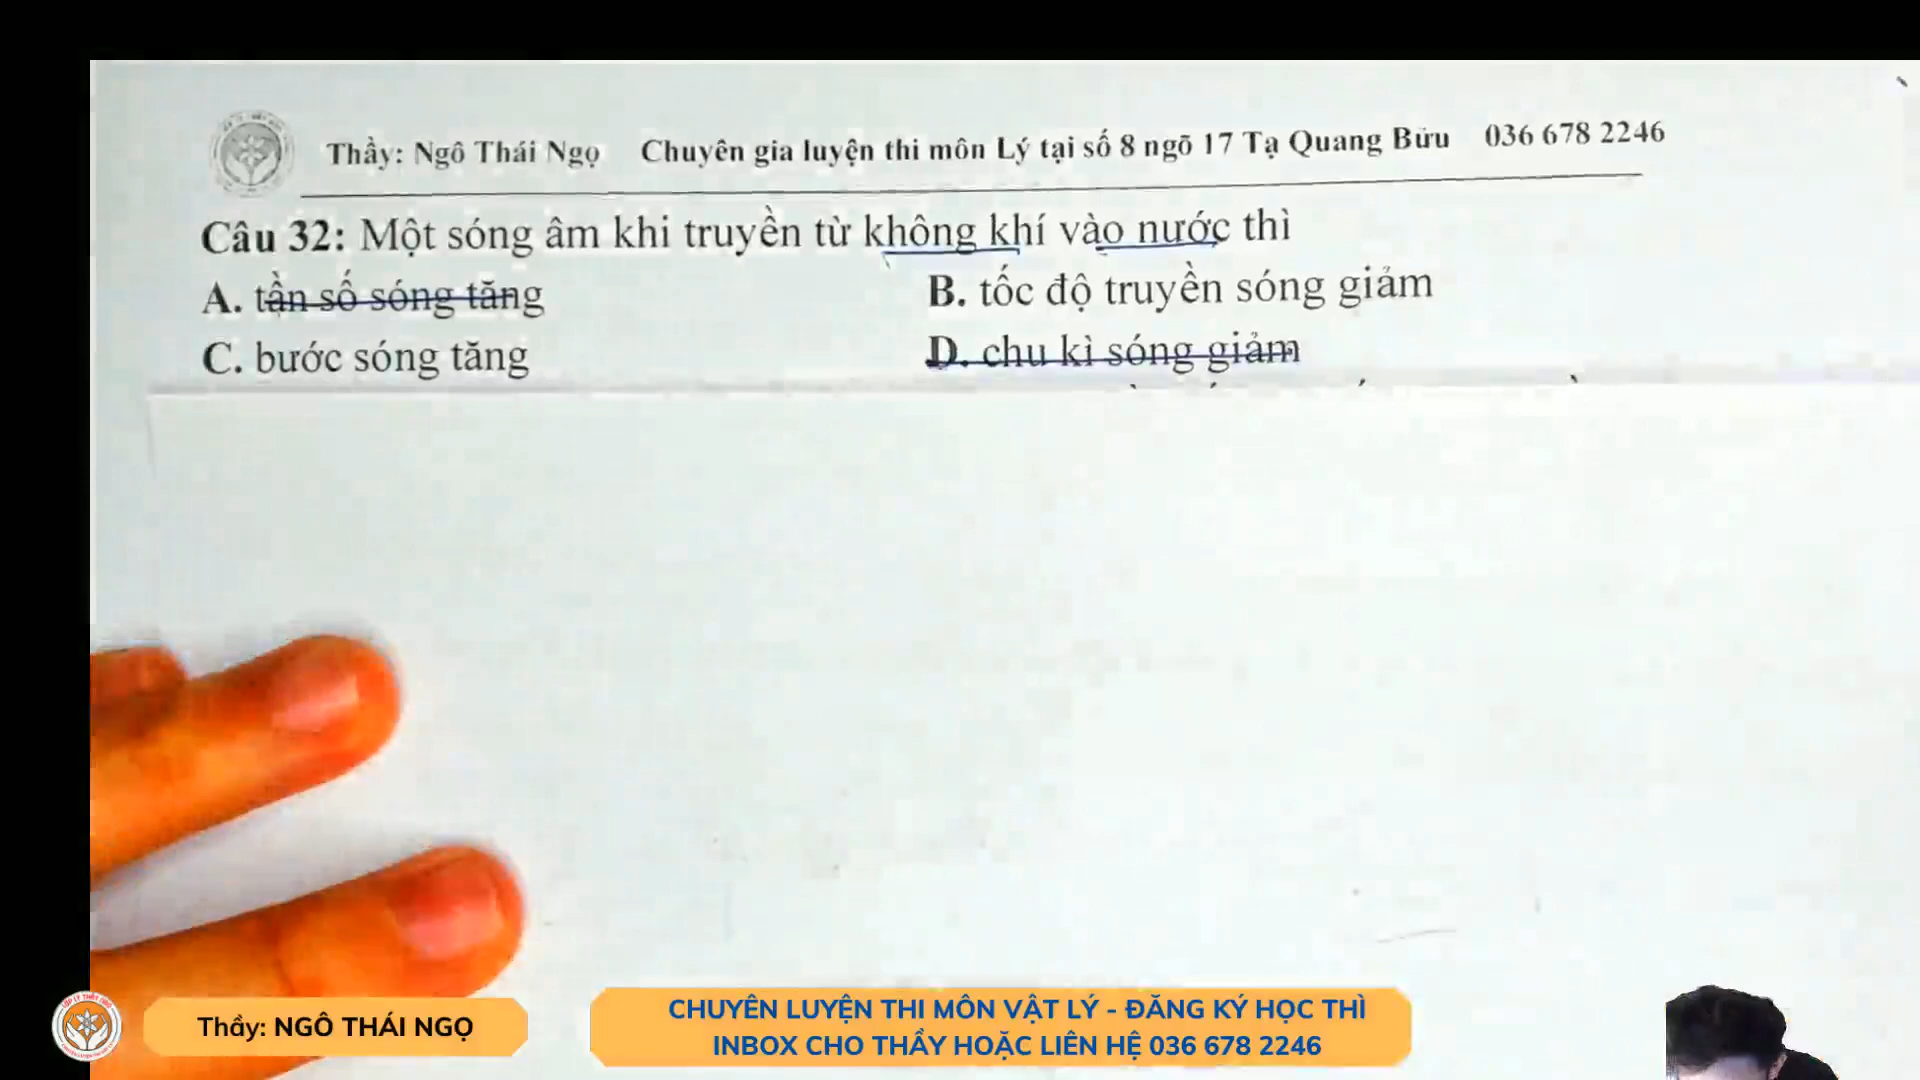 Thầy: Ngô Thái Ngọ Chuyên gia luyện thi môn Lý tại số 8 ngõ 17 Tạ Quang Bửu 036 678 2246
Câu 32: Một sóng âm khi truyền từ không khí vào nước thì
A. tần số sóng tăng B. tốc độ truyền sóng giảm
C. bước sóng tăng D. chu kì sóng giảm
Thầy: NGÔ THÁI NGỌ
CHUYÊN LUYỆN THI MÔN VẬT LÝ - ĐĂNG KÝ HỌC THÌ
INBOX CHO THẦY HOẶC LIÊN HỆ 036 678 2246